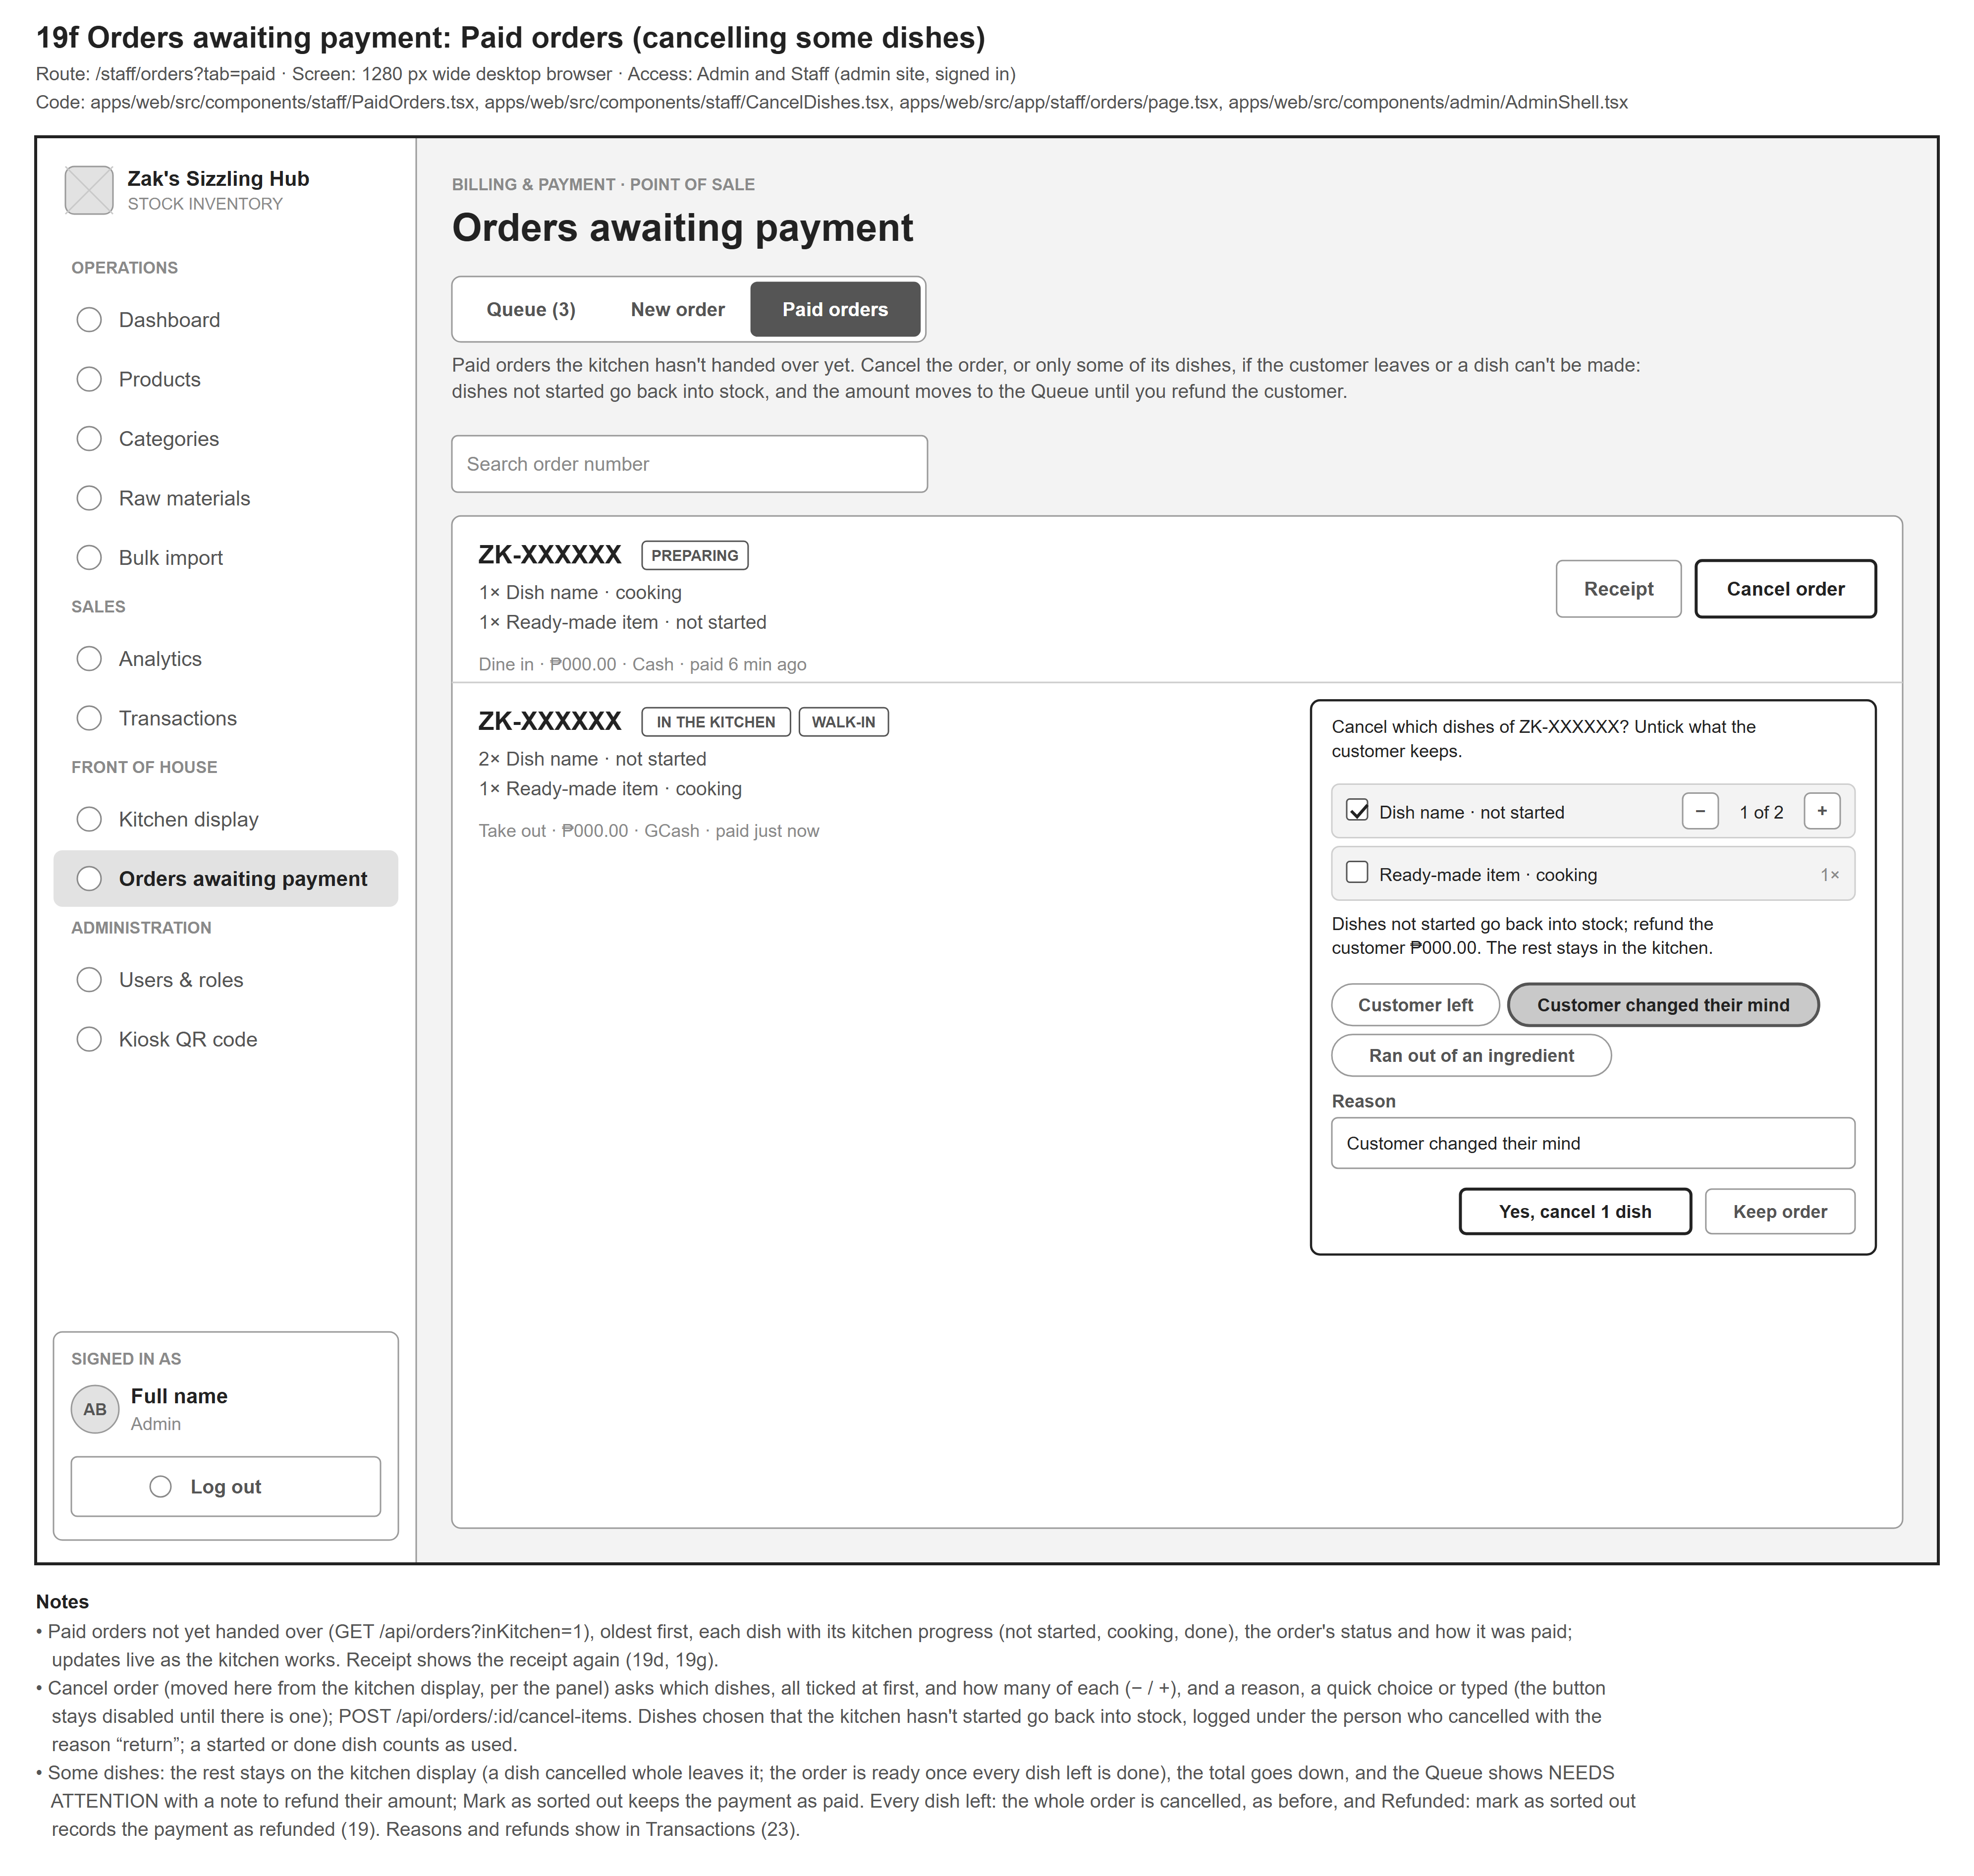 19f Orders awaiting payment: Paid orders (cancelling some dishes)
Route: /staff/orders?tab=paid · Screen: 1280 px wide desktop browser · Access: Admin and Staff (admin site, signed in)
Code: apps/web/src/components/staff/PaidOrders.tsx, apps/web/src/components/staff/CancelDishes.tsx, apps/web/src/app/staff/orders/page.tsx, apps/web/src/components/admin/AdminShell.tsx
Zak's Sizzling Hub
STOCK INVENTORY
OPERATIONS
Dashboard
Products
Categories
Raw materials
Bulk import
SALES
Analytics
Transactions
FRONT OF HOUSE
Kitchen display
Orders awaiting payment
ADMINISTRATION
Users & roles
Kiosk QR code
SIGNED IN AS
AB
Full name
Admin
Log out
BILLING & PAYMENT · POINT OF SALE
Orders awaiting payment
Queue (3)
New order
Paid orders
Paid orders the kitchen hasn't handed over yet. Cancel the order, or only some of its dishes, if the customer leaves or a dish can't be made:
dishes not started go back into stock, and the amount moves to the Queue until you refund the customer.
Search order number
ZK-XXXXXX PREPARING
1× Dish name · cooking
1× Ready-made item · not started
Dine in · ₱000.00 · Cash · paid 6 min ago
Receipt
Cancel order
ZK-XXXXXX IN THE KITCHEN WALK-IN
2× Dish name · not started
1× Ready-made item · cooking
Take out · ₱000.00 · GCash · paid just now
Cancel which dishes of ZK-XXXXXX? Untick what the
customer keeps.
Dish name · not started − 1 of 2 +
Ready-made item · cooking 1×
Dishes not started go back into stock; refund the
customer ₱000.00. The rest stays in the kitchen.
Customer left
Customer changed their mind
Ran out of an ingredient
Reason
Customer changed their mind
Yes, cancel 1 dish
Keep order
Notes
• Paid orders not yet handed over (GET /api/orders?inKitchen=1), oldest first, each dish with its kitchen progress (not started, cooking, done), the order's status and how it was paid;
updates live as the kitchen works. Receipt shows the receipt again (19d, 19g).
• Cancel order (moved here from the kitchen display, per the panel) asks which dishes, all ticked at first, and how many of each (− / +), and a reason, a quick choice or typed (the button
stays disabled until there is one); POST /api/orders/:id/cancel-items. Dishes chosen that the kitchen hasn't started go back into stock, logged under the person who cancelled with the
reason “return”; a started or done dish counts as used.
• Some dishes: the rest stays on the kitchen display (a dish cancelled whole leaves it; the order is ready once every dish left is done), the total goes down, and the Queue shows NEEDS
ATTENTION with a note to refund their amount; Mark as sorted out keeps the payment as paid. Every dish left: the whole order is cancelled, as before, and Refunded: mark as sorted out
records the payment as refunded (19). Reasons and refunds show in Transactions (23).